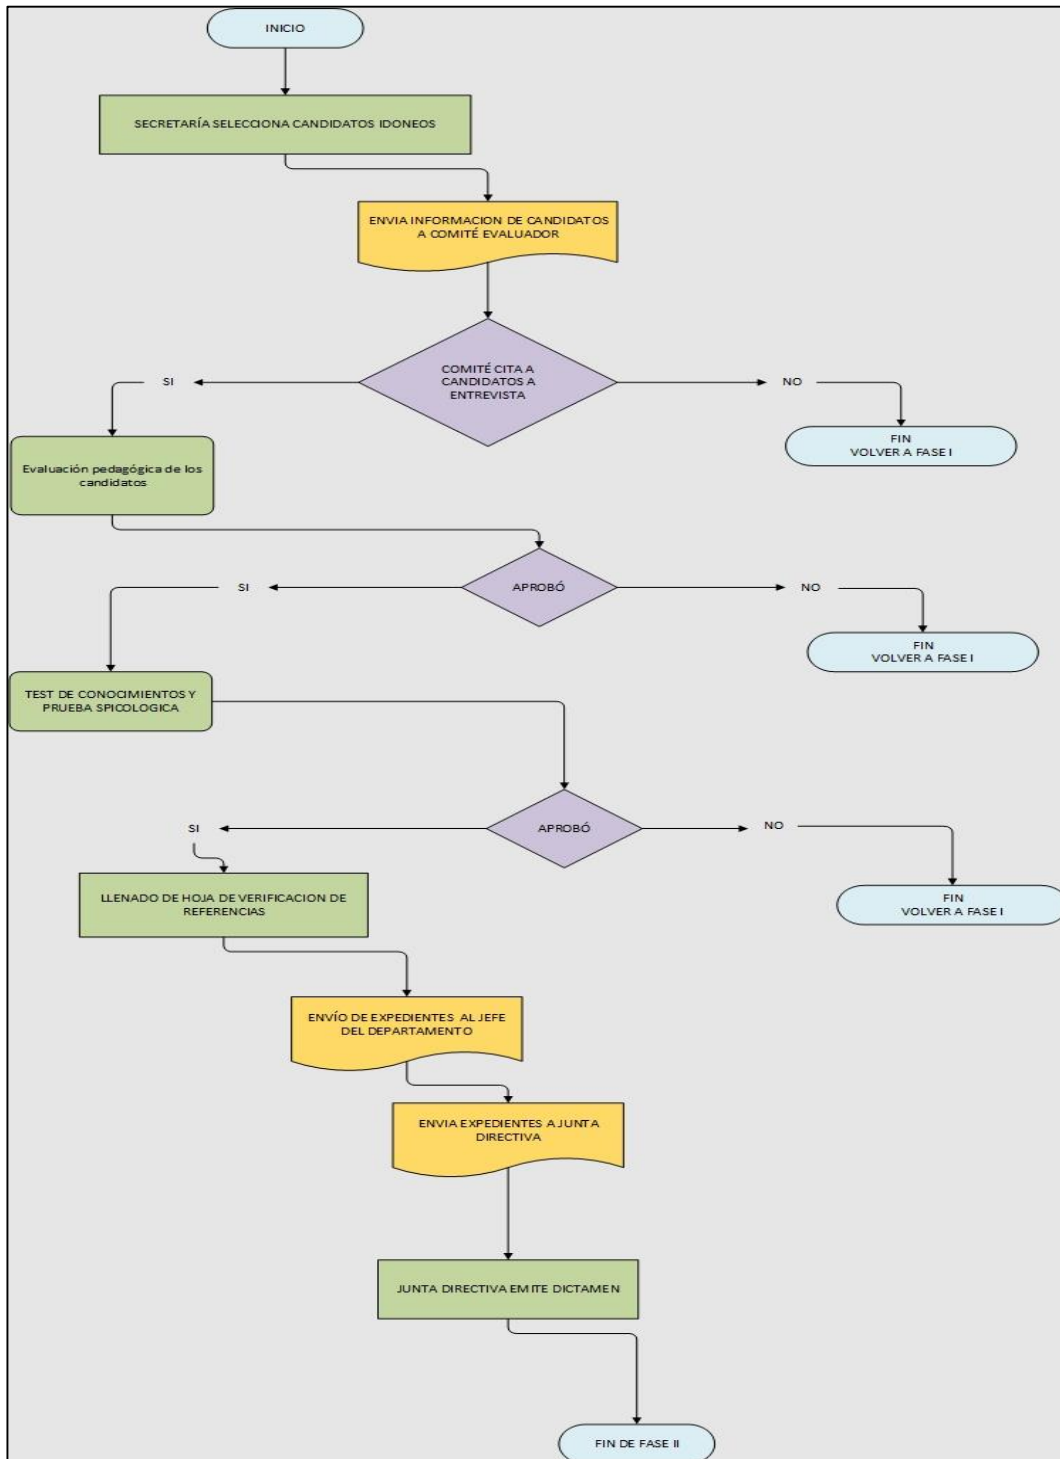 INICIO
SECRETARÍA SELECCIONA CANDIDATOS IDONEOS
ENVIA INFORMACION DE CANDIDATOS
A COMITÉ EVALUADOR
COMITÉ CITA A
CANDIDATOS A
ENTREVISTA
SI
NO
FIN
VOLVER A FASE I
Evaluación pedagógica de los
candidatos
APROBÓ
SI
NO
FIN
VOLVER A FASE I
TEST DE CONOCIMIENTOS Y
PRUEBA SPICOLOGICA
APROBÓ
SI
NO
FIN
VOLVER A FASE I
LLENADO DE HOJA DE VERIFICACION DE
REFERENCIAS
ENVÍO DE EXPEDIENTES AL JEFE
DEL DEPARTAMENTO
ENVIA EXPEDIENTES A JUNTA
DIRECTIVA
JUNTA DIRECTIVA EMITE DICTAMEN
FIN DE FASE II